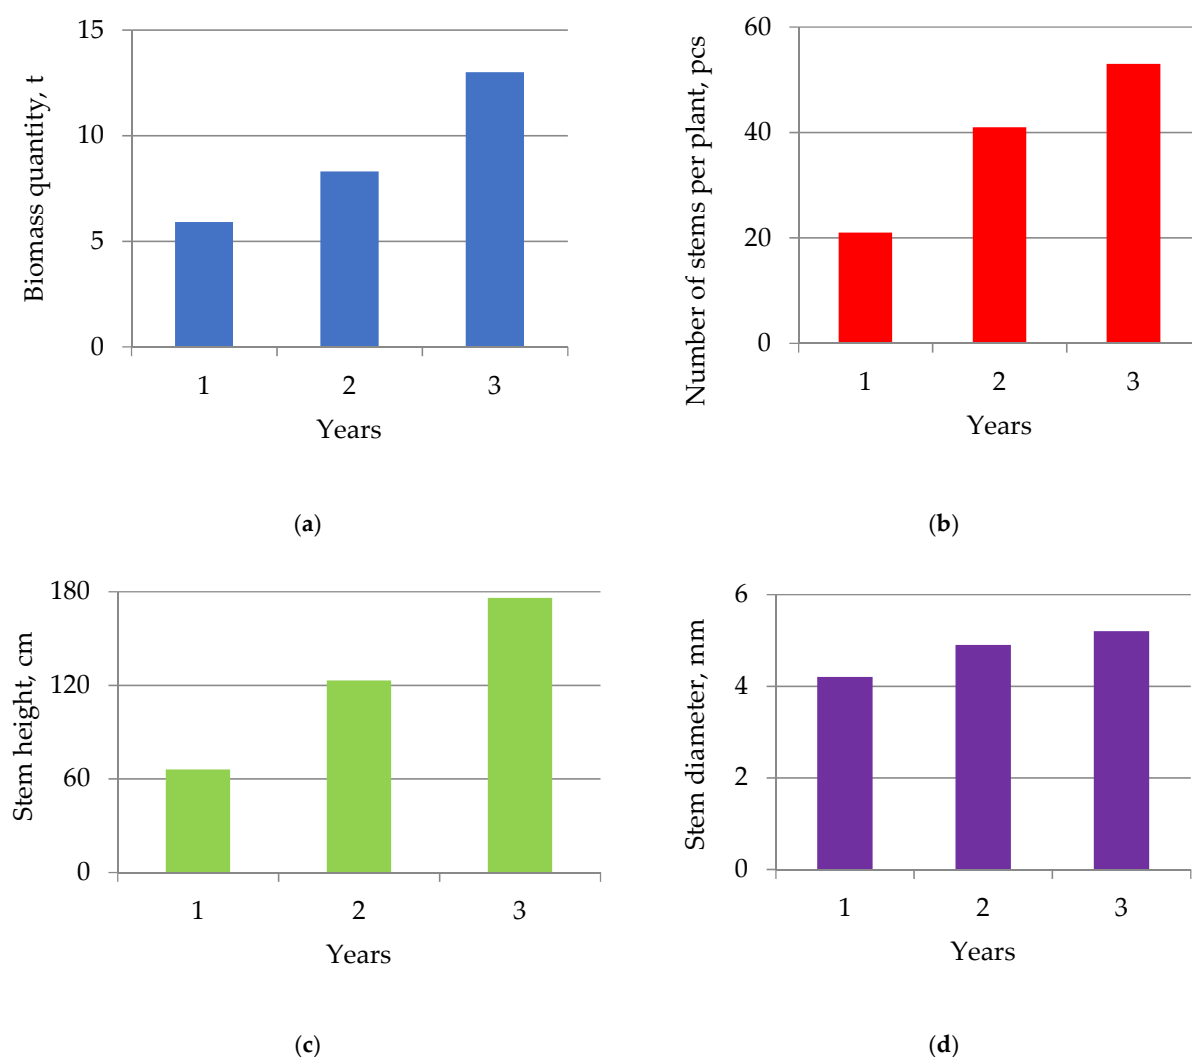 Biomass quantity, t
15
10
5
0
1 2 3
Years
(a)
Number of stems per plant, pcs
60
40
20
0
1 2 3
Years
(b)
Stem height, cm
180
120
60
0
1 2 3
Years
(c)
Stem diameter, mm
6
4
2
0
1 2 3
Years
(d)